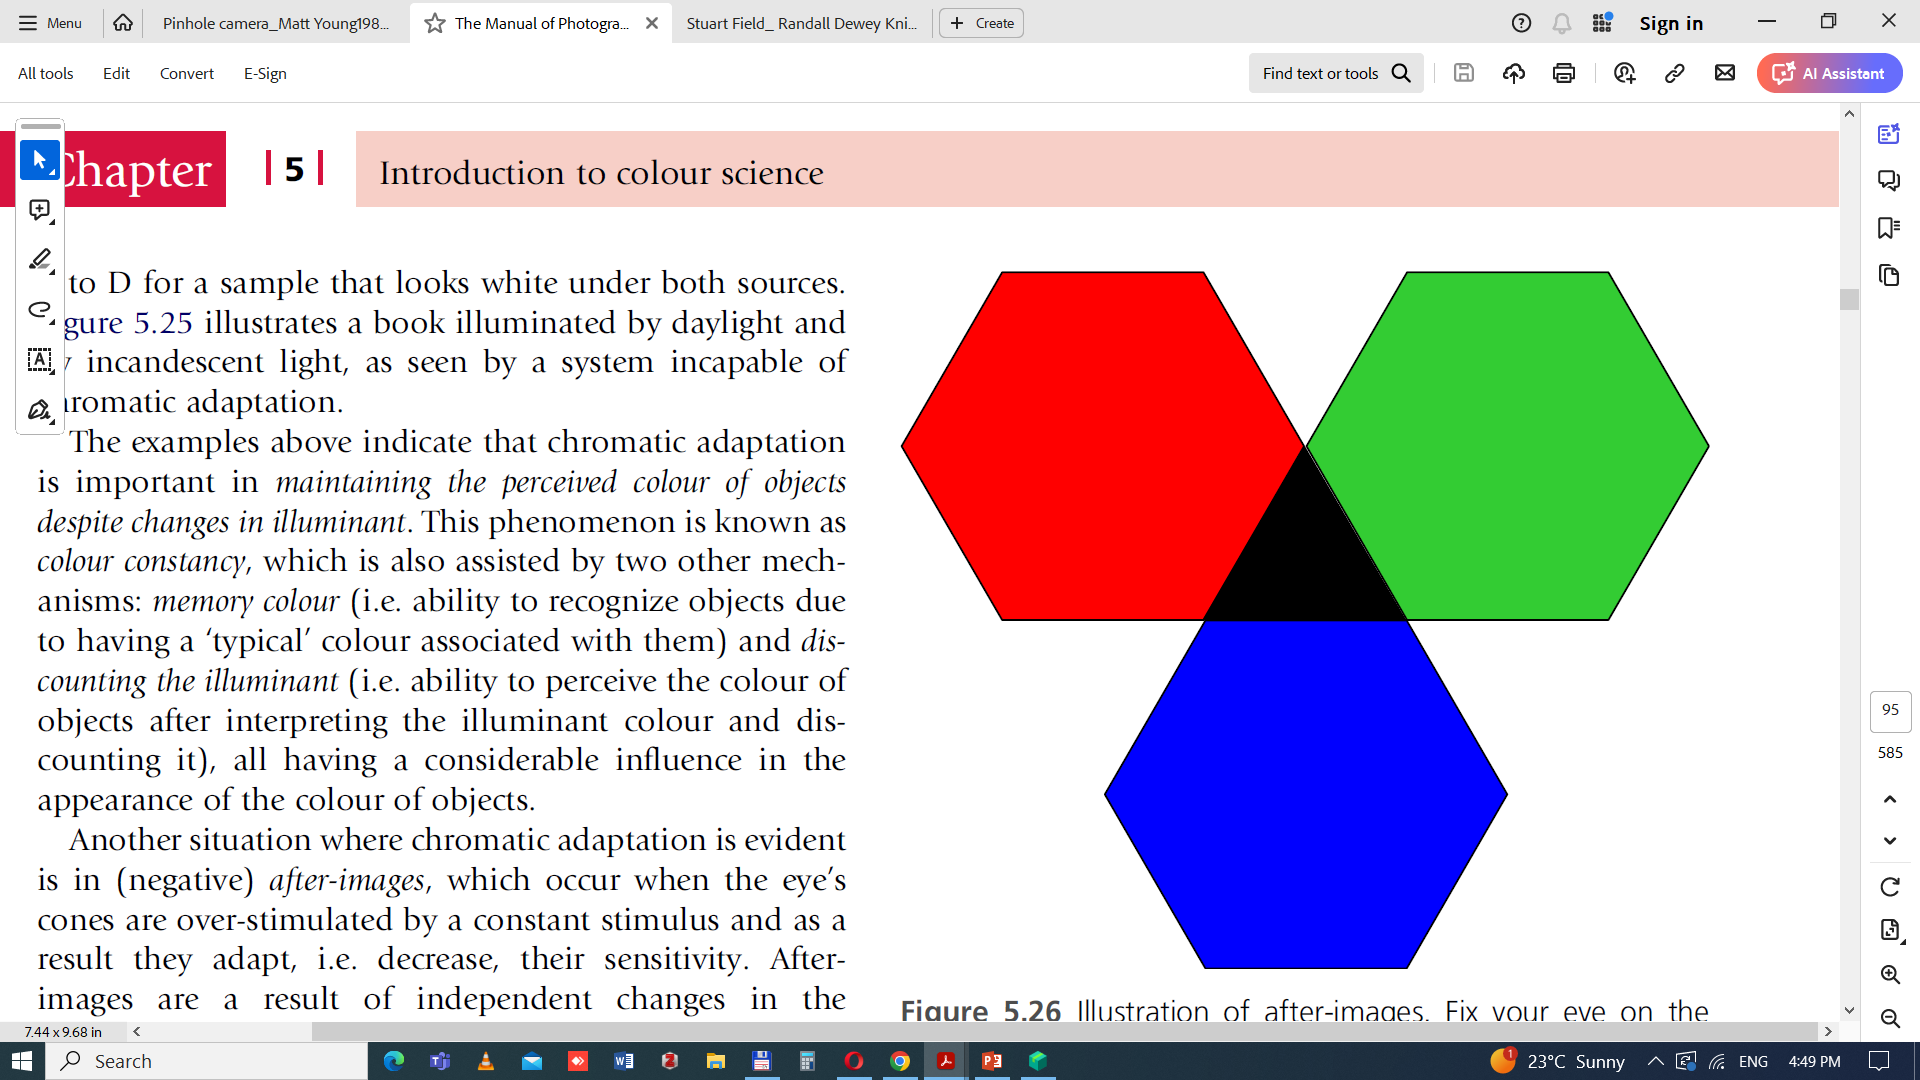 Menu
Pinhole camera_Matt Young198...
The Manual of Photogra...
Stuart Field_ Randall Dewey Kni...
Create
Sign in
All tools
Edit
Convert
E-Sign
Find text or tools
AI Assistant
Chapter
5
Introduction to colour science
to D for a sample that looks white under both sources.
gure 5.25 illustrates a book illuminated by daylight and
incandescent light, as seen by a system incapable of
romatic adaptation.
The examples above indicate that chromatic adaptation
is important in maintaining the perceived colour of objects
despite changes in illuminant. This phenomenon is known as
colour constancy, which is also assisted by two other mech-
anisms: memory colour (i.e. ability to recognize objects due
to having a ‘typical’ colour associated with them) and dis-
counting the illuminant (i.e. ability to perceive the colour of
objects after interpreting the illuminant colour and dis-
counting it), all having a considerable influence in the
appearance of the colour of objects.
Another situation where chromatic adaptation is evident
is in (negative) after-images, which occur when the eye’s
cones are over-stimulated by a constant stimulus and as a
result they adapt, i.e. decrease, their sensitivity. After-
images are a result of independent changes in the
Figure 5.26 Illustration of after-images. Fix your eye on the
95
585
7.44 x 9.68 in
Search
1
23°C Sunny
ENG
4:49 PM